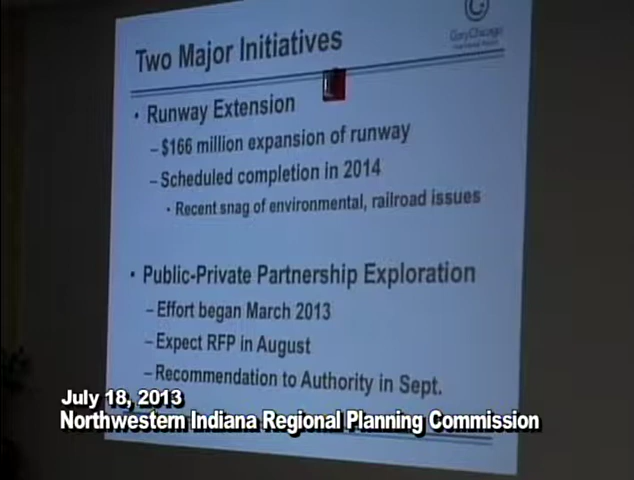 GaryChicago
Two Major Initiatives
• Runway Extension
– $166 million expansion of runway
– Scheduled completion in 2014
• Recent snag of environmental, railroad issues
• Public-Private Partnership Exploration
– Effort began March 2013
– Expect RFP in August
– Recommendation to Authority in Sept.
July 18, 2013
Northwestern Indiana Regional Planning Commission